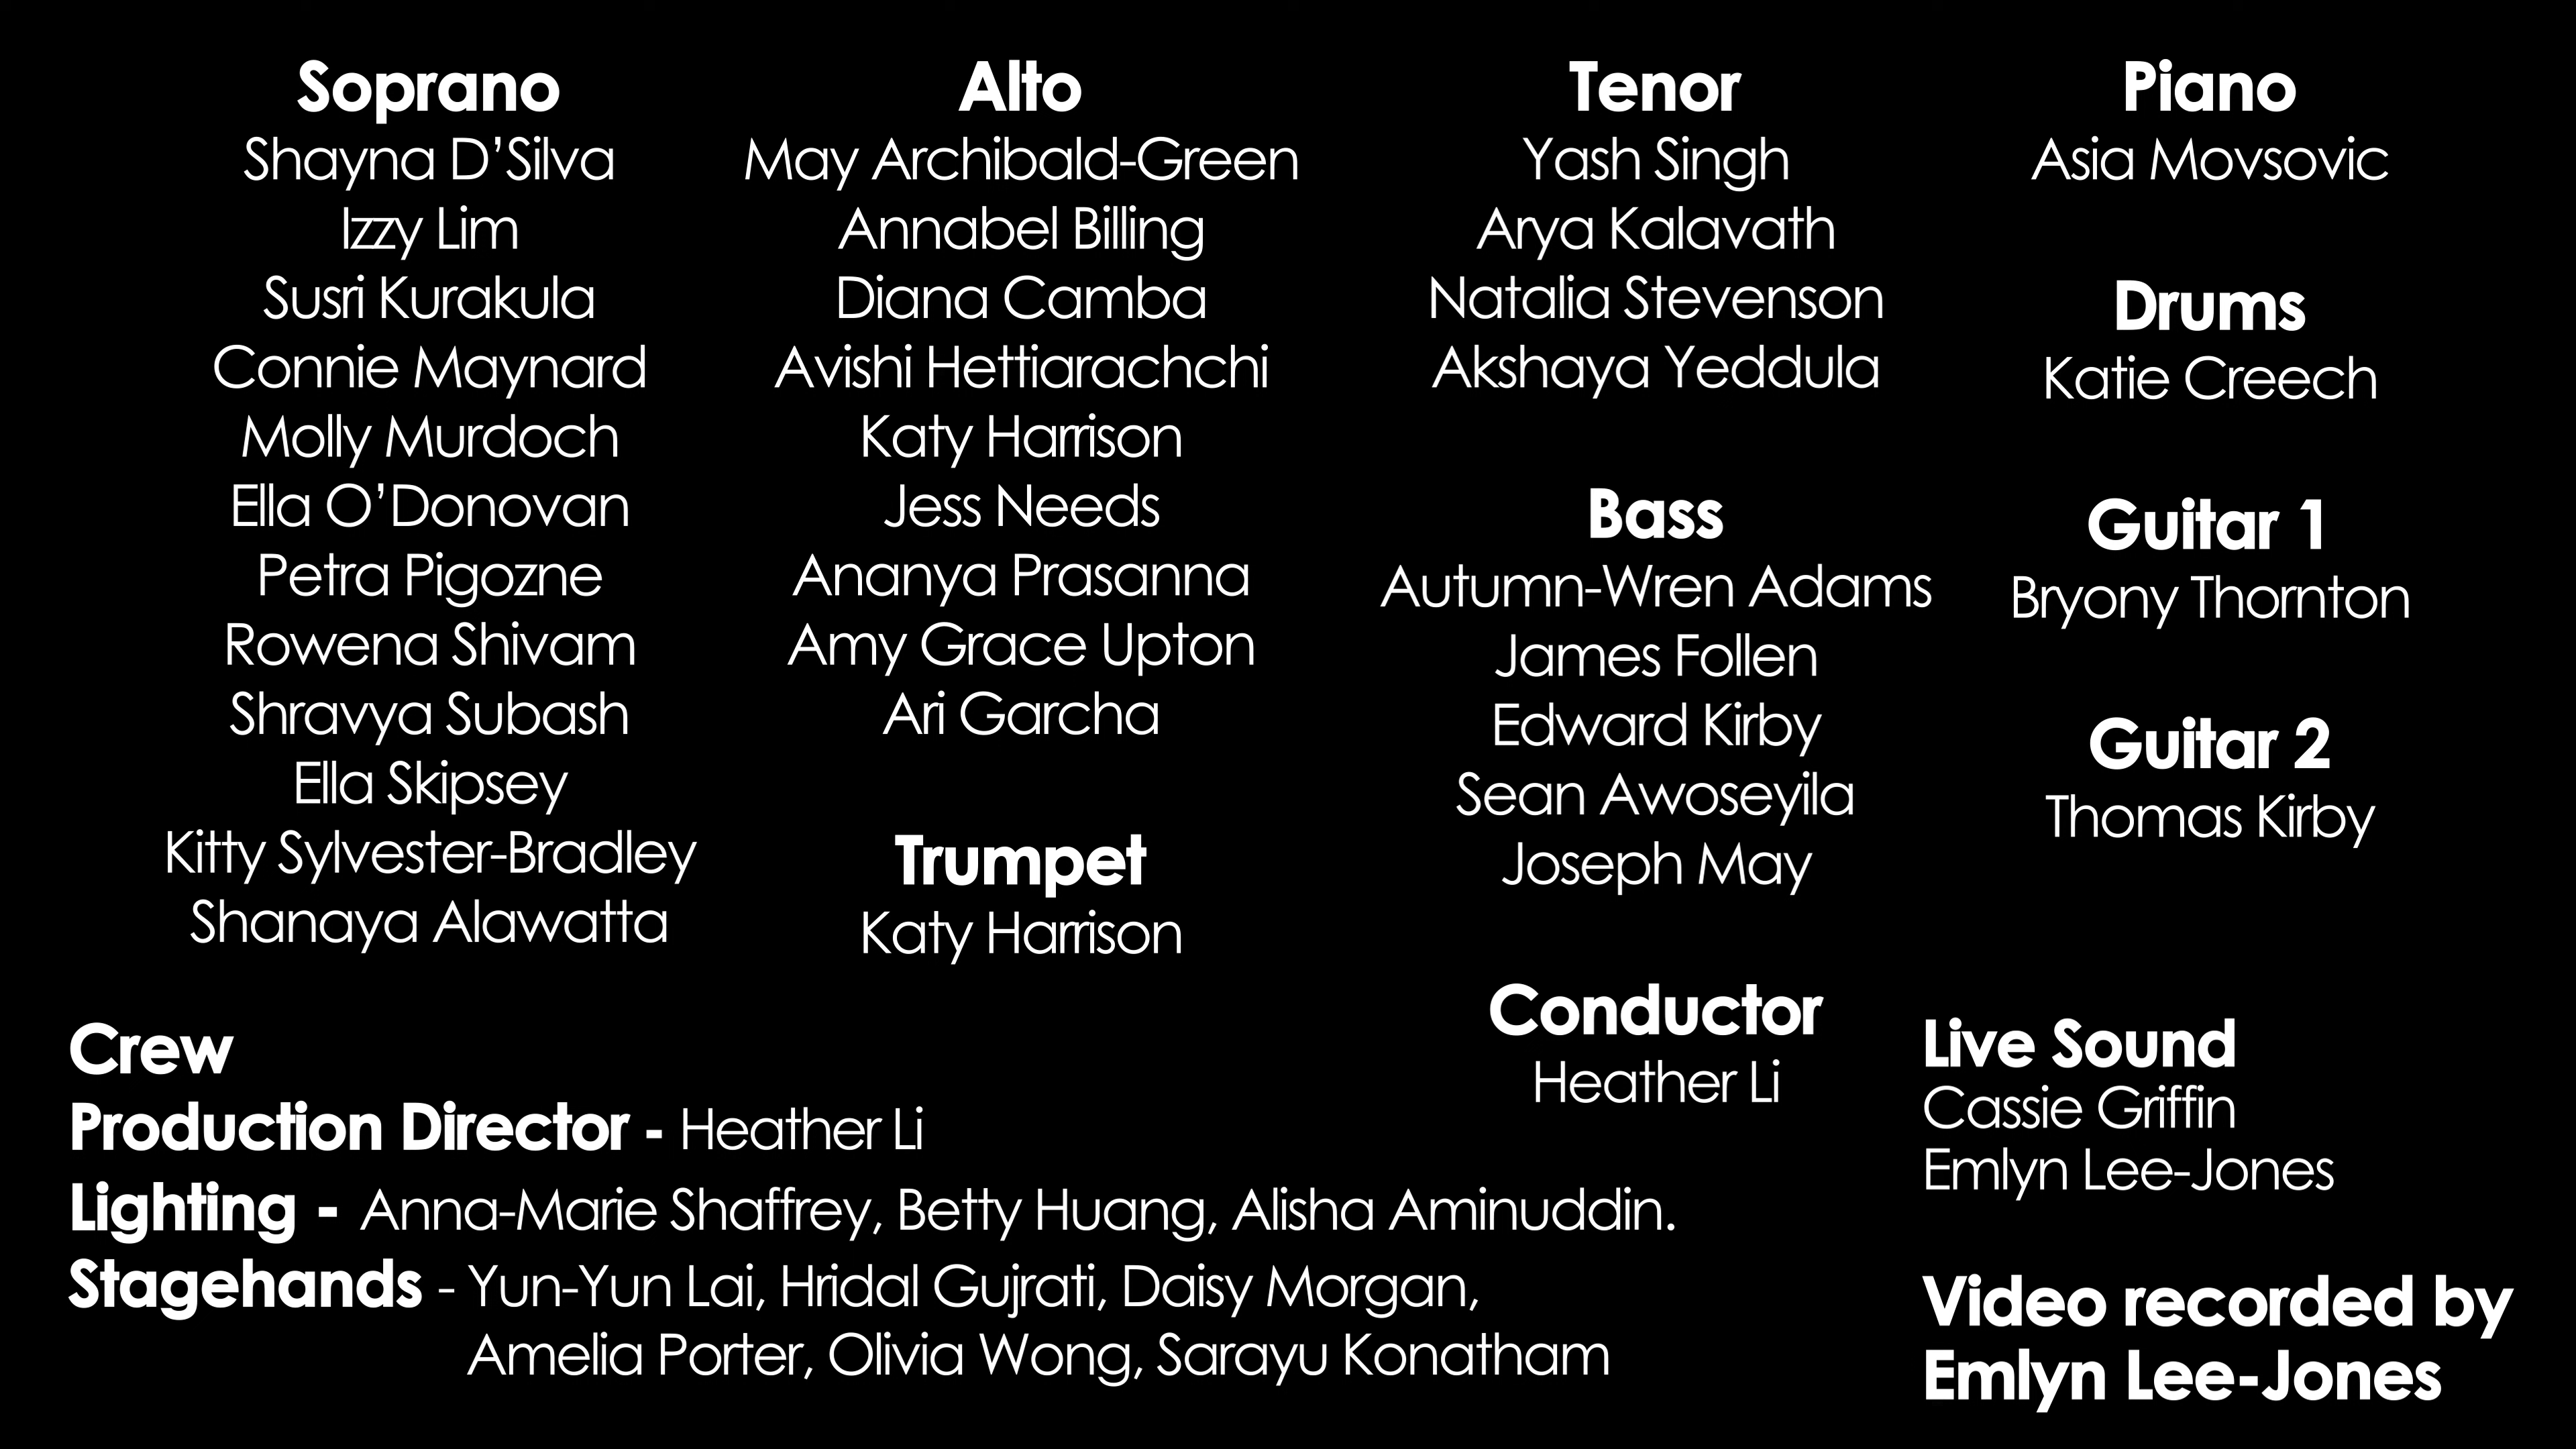 Soprano
Shayna D’Silva
Izzy Lim
Susri Kurakula
Connie Maynard
Molly Murdoch
Ella O’Donovan
Petra Pigozne
Rowena Shivam
Shravya Subash
Ella Skipsey
Kitty Sylvester-Bradley
Shanaya Alawatta
Alto
May Archibald-Green
Annabel Billing
Diana Camba
Avishi Hettiarachchi
Katy Harrison
Jess Needs
Ananya Prasanna
Amy Grace Upton
Ari Garcha
Trumpet
Katy Harrison
Tenor
Yash Singh
Arya Kalavath
Natalia Stevenson
Akshaya Yeddula
Bass
Autumn-Wren Adams
James Follen
Edward Kirby
Sean Awoseyila
Joseph May
Conductor
Heather Li
Piano
Asia Movsovic
Drums
Katie Creech
Guitar 1
Bryony Thornton
Guitar 2
Thomas Kirby
Crew
Production Director - Heather Li
Lighting - Anna-Marie Shaffrey, Betty Huang, Alisha Aminuddin.
Stagehands - Yun-Yun Lai, Hridal Gujrati, Daisy Morgan,
Amelia Porter, Olivia Wong, Sarayu Konatham
Live Sound
Cassie Griffin
Emlyn Lee-Jones
Video recorded by
Emlyn Lee-Jones